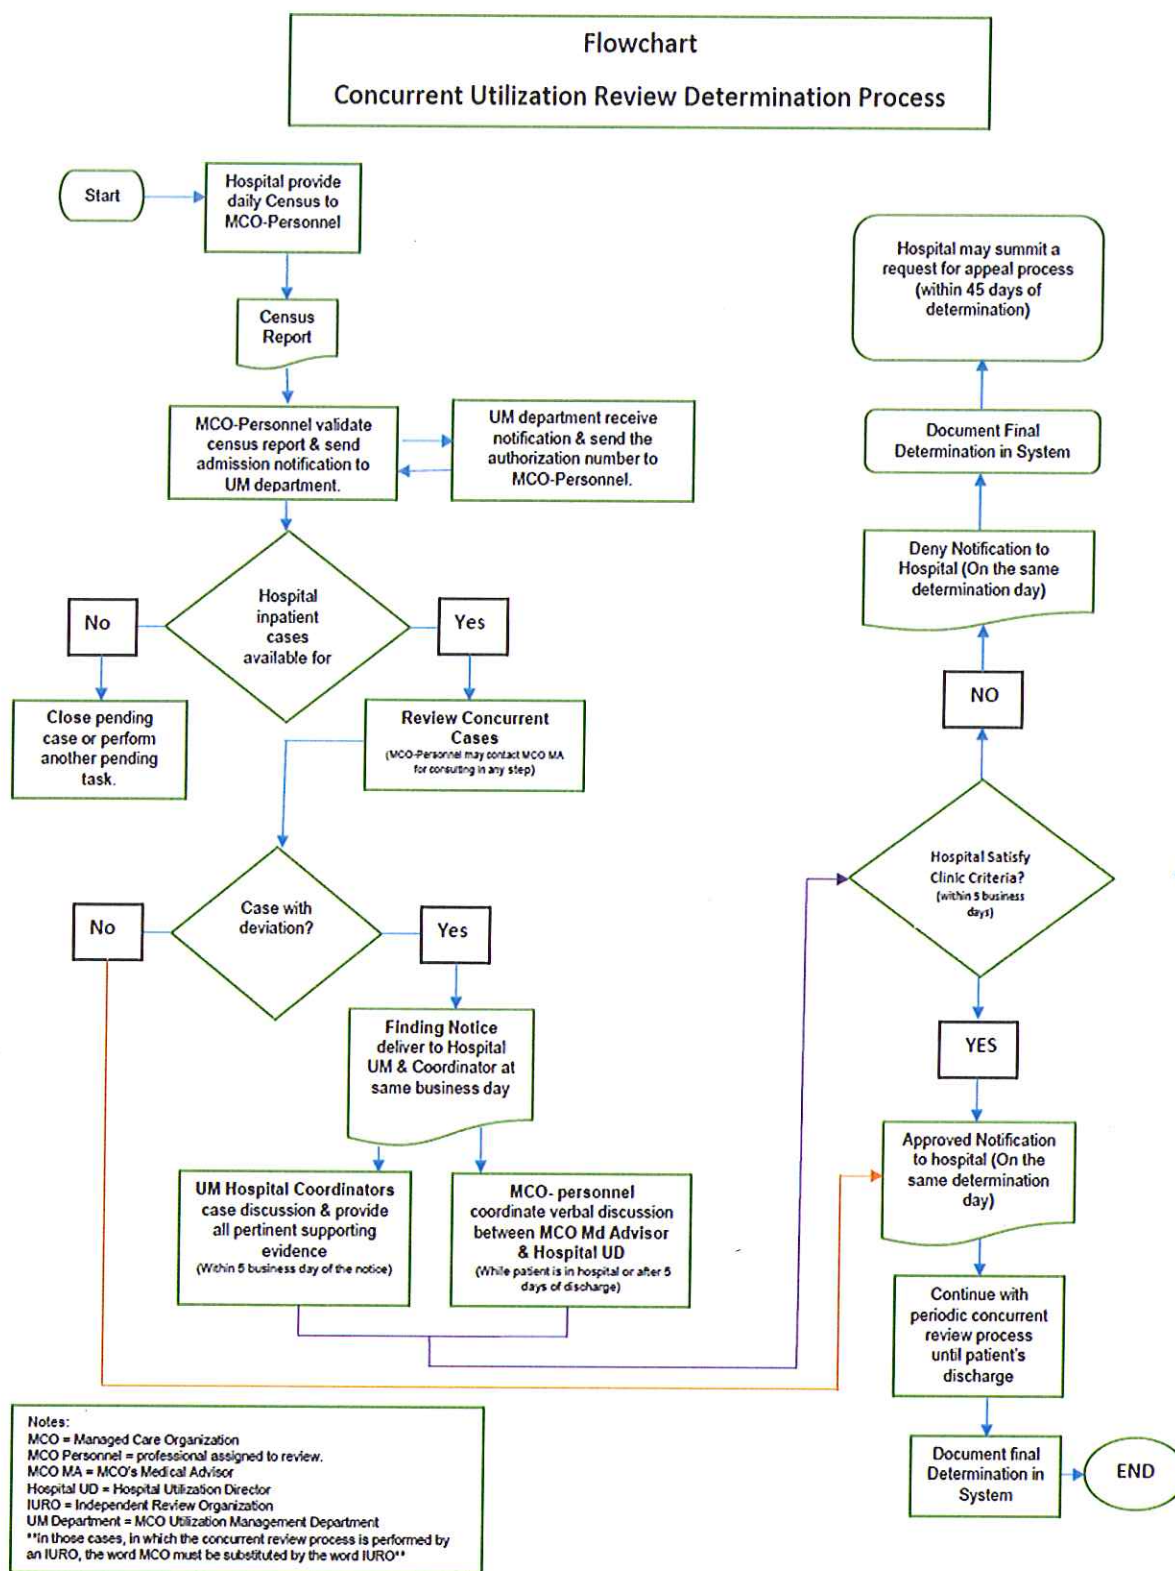 Flowchart
Concurrent Utilization Review Determination Process
Start
Hospital provide
daily Census to
MCO-Personnel
Census
Report
MCO-Personnel validate
census report & send
admission notification to
UM department.
UM department receive
notification & send the
authorization number to
MCO-Personnel.
Hospital
inpatient
cases
available for
No
Yes
Close pending
case or perform
another pending
task.
Review Concurrent
Cases
(MCO-Personnel may contact MCO MA
for consulting in any step)
Case with
deviation?
No
Yes
Finding Notice
deliver to Hospital
UM & Coordinator at
same business day
UM Hospital Coordinators
case discussion & provide
all pertinent supporting
evidence
(Within 5 business day of the notice)
MCO- personnel
coordinate verbal discussion
between MCO Md Advisor
& Hospital UD
(While patient is in hospital or after 5
days of discharge)
Hospital may summit a
request for appeal process
(within 45 days of
determination)
Document Final
Determination in System
Deny Notification to
Hospital (On the same
determination day)
NO
Hospital Satisfy
Clinic Criteria?
(within 5 business
days)
YES
Approved Notification
to hospital (On the
same determination
day)
Continue with
periodic concurrent
review process
until patient's
discharge
Document final
Determination in
System
END
Notes:
MCO = Managed Care Organization
MCO Personnel = professional assigned to review.
MCO MA = MCO's Medical Advisor
Hospital UD = Hospital Utilization Director
IURO = Independent Review Organization
UM Department = MCO Utilization Management Department
**In those cases, in which the concurrent review process is performed by
an IURO, the word MCO must be substituted by the word IURO**